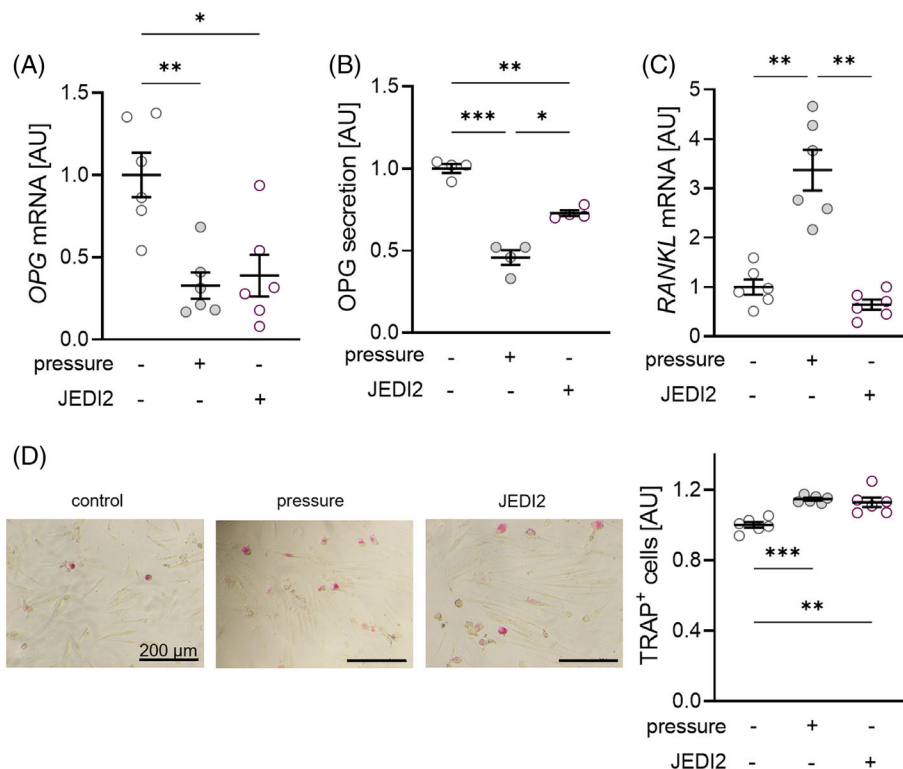 (A)
*
**
OPG mRNA [AU]
1.5
1.0
0.5
0.0
pressure - + -
JEDI2 - - +
(B)
**
*** *
OPG secretion [AU]
1.5
1.0
0.5
0.0
pressure - + -
JEDI2 - - +
(C)
** **
RANKL mRNA [AU]
5
4
3
2
1
0
pressure - + -
JEDI2 - - +
(D)
control
pressure
JEDI2
200 µm
TRAP+ cells [AU]
1.2
0.8
0.4
0.0
***
**
pressure - + -
JEDI2 - - +